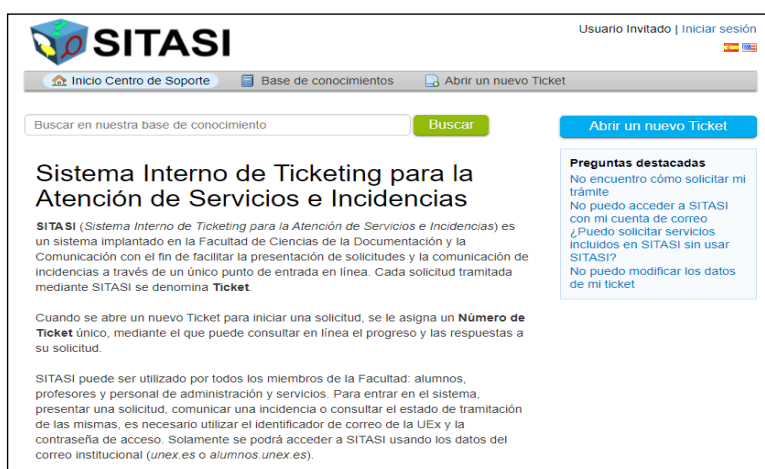 SITASI
Usuario Invitado | Iniciar sesión
Inicio Centro de Soporte
Base de conocimientos
Abrir un nuevo Ticket
Buscar en nuestra base de conocimiento
Buscar
Abrir un nuevo Ticket
Sistema Interno de Ticketing para la
Atención de Servicios e Incidencias
SITASI (Sistema Interno de Ticketing para la Atención de Servicios e Incidencias) es
un sistema implantado en la Facultad de Ciencias de la Documentación y la
Comunicación con el fin de facilitar la presentación de solicitudes y la comunicación de
incidencias a través de un único punto de entrada en línea. Cada solicitud tramitada
mediante SITASI se denomina Ticket.
Cuando se abre un nuevo Ticket para iniciar una solicitud, se le asigna un Número de
Ticket único, mediante el que puede consultar en línea el progreso y las respuestas a
su solicitud.
SITASI puede ser utilizado por todos los miembros de la Facultad: alumnos,
profesores y personal de administración y servicios. Para entrar en el sistema,
presentar una solicitud, comunicar una incidencia o consultar el estado de tramitación
de las mismas, es necesario utilizar el identificador de correo de la UEx y la
contraseña de acceso. Solamente se podrá acceder a SITASI usando los datos del
correo institucional (unex.es o alumnos.unex.es).
Preguntas destacadas
No encuentro cómo solicitar mi
trámite
No puedo acceder a SITASI
con mi cuenta de correo
¿Puedo solicitar servicios
incluidos en SITASI sin usar
SITASI?
No puedo modificar los datos
de mi ticket